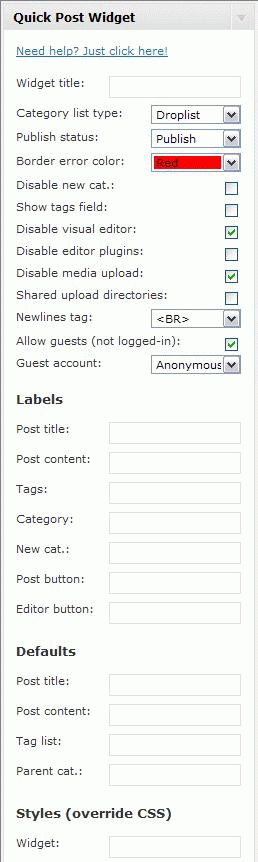 Quick Post Widget
Need help? Just click here!
Widget title:
Category list type: Droplist
Publish status: Publish
Border error color: Red
Disable new cat.:
Show tags field:
Disable visual editor:
Disable editor plugins:
Disable media upload:
Shared upload directories:
Newlines tag: <BR>
Allow guests (not logged-in):
Guest account: Anonymous
Labels
Post title:
Post content:
Tags:
Category:
New cat.:
Post button:
Editor button:
Defaults
Post title:
Post content:
Tag list:
Parent cat.:
Styles (override CSS)
Widget: